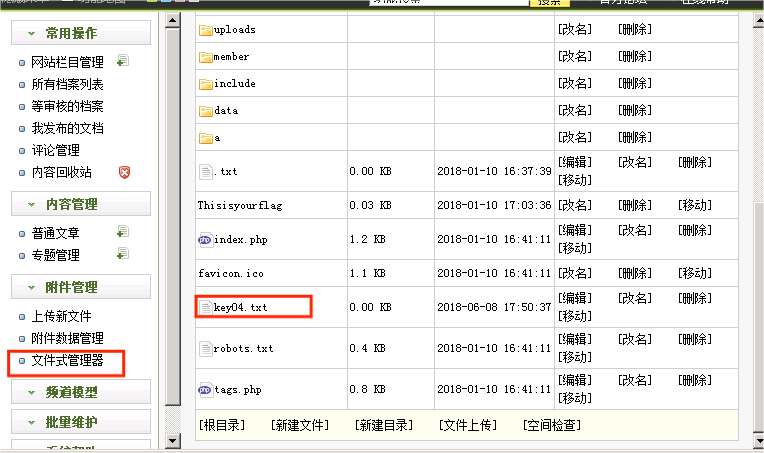 常用操作
网站栏目管理
所有档案列表
等审核的档案
我发布的文档
评论管理
内容回收站
内容管理
普通文章
专题管理
附件管理
上传新文件
附件数据管理
文件式管理器
频道模型
批量维护
uploads [改名] [删除]
member [改名] [删除]
include [改名] [删除]
data [改名] [删除]
a [改名] [删除]
.txt 0.00 KB 2018-01-10 16:37:39 [编辑] [改名] [删除]
[移动]
Thisisyourflag 0.03 KB 2018-01-10 17:03:36 [改名] [删除] [移动]
index.php 1.2 KB 2018-01-10 16:41:11 [编辑] [改名] [删除]
[移动]
favicon.ico 1.1 KB 2018-01-10 16:41:11 [改名] [删除] [移动]
key04.txt 0.00 KB 2018-06-08 17:50:37 [编辑] [改名] [删除]
[移动]
robots.txt 0.4 KB 2018-01-10 16:41:11 [编辑] [改名] [删除]
[移动]
tags.php 0.8 KB 2018-01-10 16:41:11 [编辑] [改名] [删除]
[移动]
[根目录] [新建文件] [新建目录] [文件上传] [空间检查]